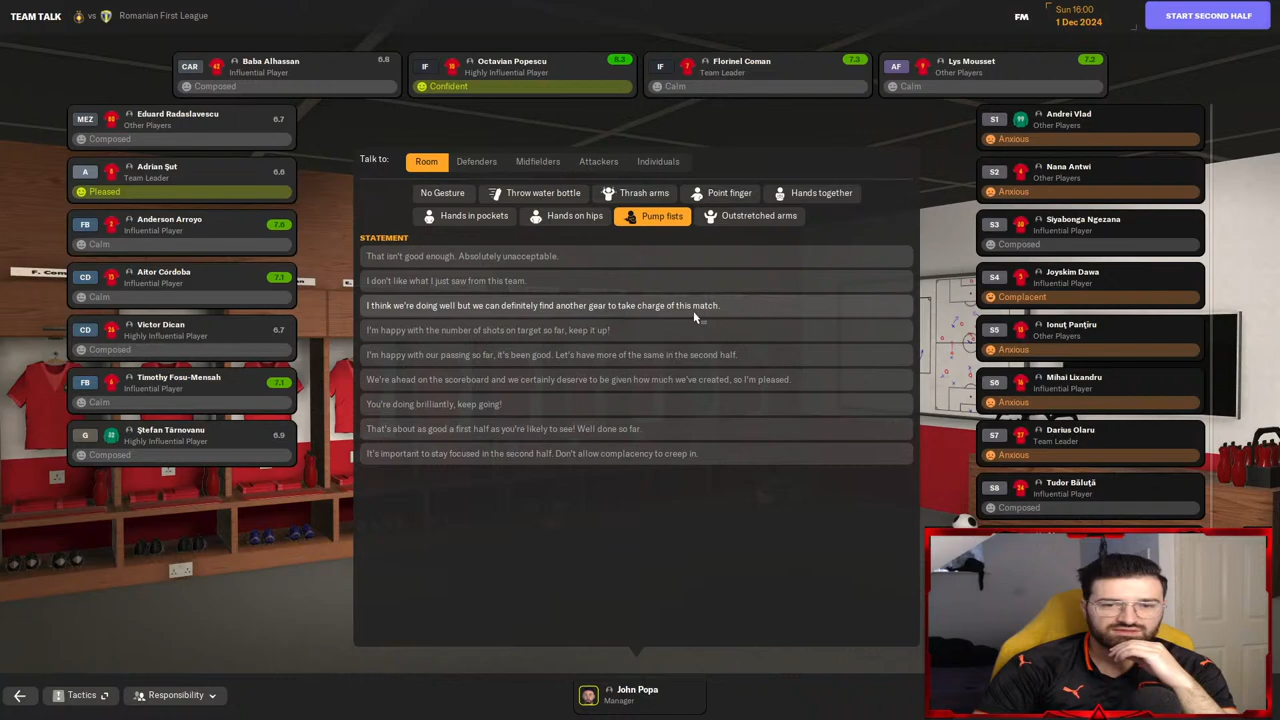 TEAM TALK
vs
Romanian First League
FM
Sun 16:00
1 Dec 2024
START SECOND HALF
CAR
Baba Alhassan
6.8
Influential Player
Composed
IF
Octavian Popescu
8.3
Highly Influential Player
Confident
IF
7
Florinel Coman
7.3
Team Leader
Calm
AF
9
Lys Mousset
7.2
Other Players
Calm
MEZ
Eduard Radaslavescu
6.7
Other Players
Composed
A
8
Adrian Șut
6.6
Team Leader
Pleased
FB
2
Anderson Arroyo
7.6
Influential Player
Calm
CD
Aitor Córdoba
7.1
Influential Player
Calm
CD
Victor Dican
6.7
Highly Influential Player
Composed
FB
Timothy Fosu-Mensah
7.1
Influential Player
Calm
G
Ștefan Târnovanu
6.9
Highly Influential Player
Composed
Talk to:
Room
Defenders
Midfielders
Attackers
Individuals
No Gesture
Throw water bottle
Thrash arms
Point finger
Hands together
Hands in pockets
Hands on hips
Pump fists
Outstretched arms
STATEMENT
That isn't good enough. Absolutely unacceptable.
I don't like what I just saw from this team.
I think we're doing well but we can definitely find another gear to take charge of this match.
I'm happy with the number of shots on target so far, keep it up!
I'm happy with our passing so far, it's been good. Let's have more of the same in the second half.
We're ahead on the scoreboard and we certainly deserve to be given how much we've created, so I'm pleased.
You're doing brilliantly, keep going!
That's about as good a first half as you're likely to see! Well done so far.
It's important to stay focused in the second half. Don't allow complacency to creep in.
S1
99
Andrei Vlad
Other Players
Anxious
S2
Nana Antwi
Other Players
Anxious
S3
Siyabonga Ngezana
Influential Player
Composed
S4
5
Joyskim Dawa
Influential Player
Complacent
S5
Ionuț Panțîru
Other Players
Anxious
S6
16
Mihai Lixandru
Influential Player
Anxious
S7
27
Darius Olaru
Team Leader
Anxious
S8
24
Tudor Băluță
Influential Player
Composed
F. Com
Tactics
Responsibility
John Popa
Manager